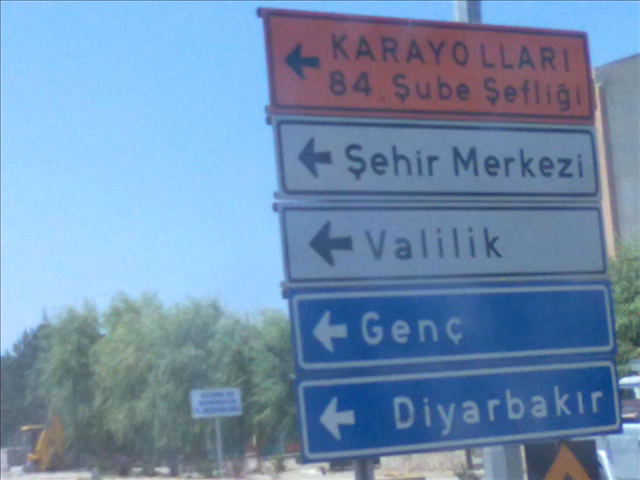 KARAYOLLARI
84. Şube Şefliği
Şehir Merkezi
Valilik
Genç
Diyarbakır